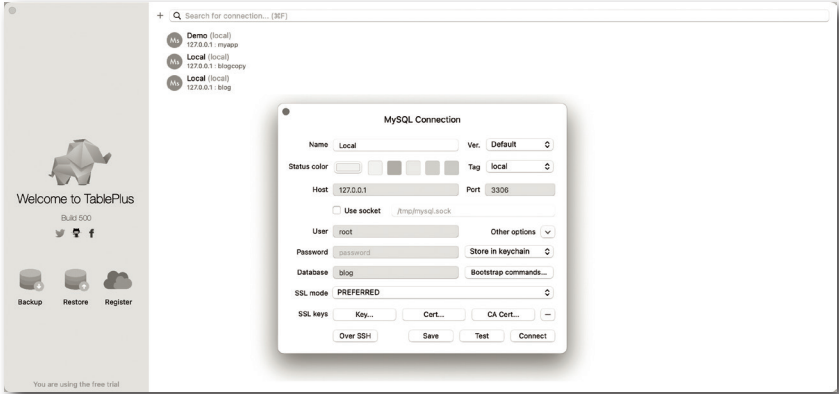 + Search for connection... (⌘F)
Ms Demo (local)
127.0.0.1 : myapp
Ms Local (local)
127.0.0.1 : blogcopy
Ms Local (local)
127.0.0.1 : blog
Welcome to TablePlus
Build 500
Backup Restore Register
You are using the free trial
MySQL Connection
Name Local Ver. Default
Status color Tag local
Host 127.0.0.1 Port 3306
Use socket /tmp/mysql.sock
User root Other options
Password password Store in keychain
Database blog Bootstrap commands...
SSL mode PREFERRED
SSL keys Key... Cert... CA Cert... −
Over SSH Save Test Connect